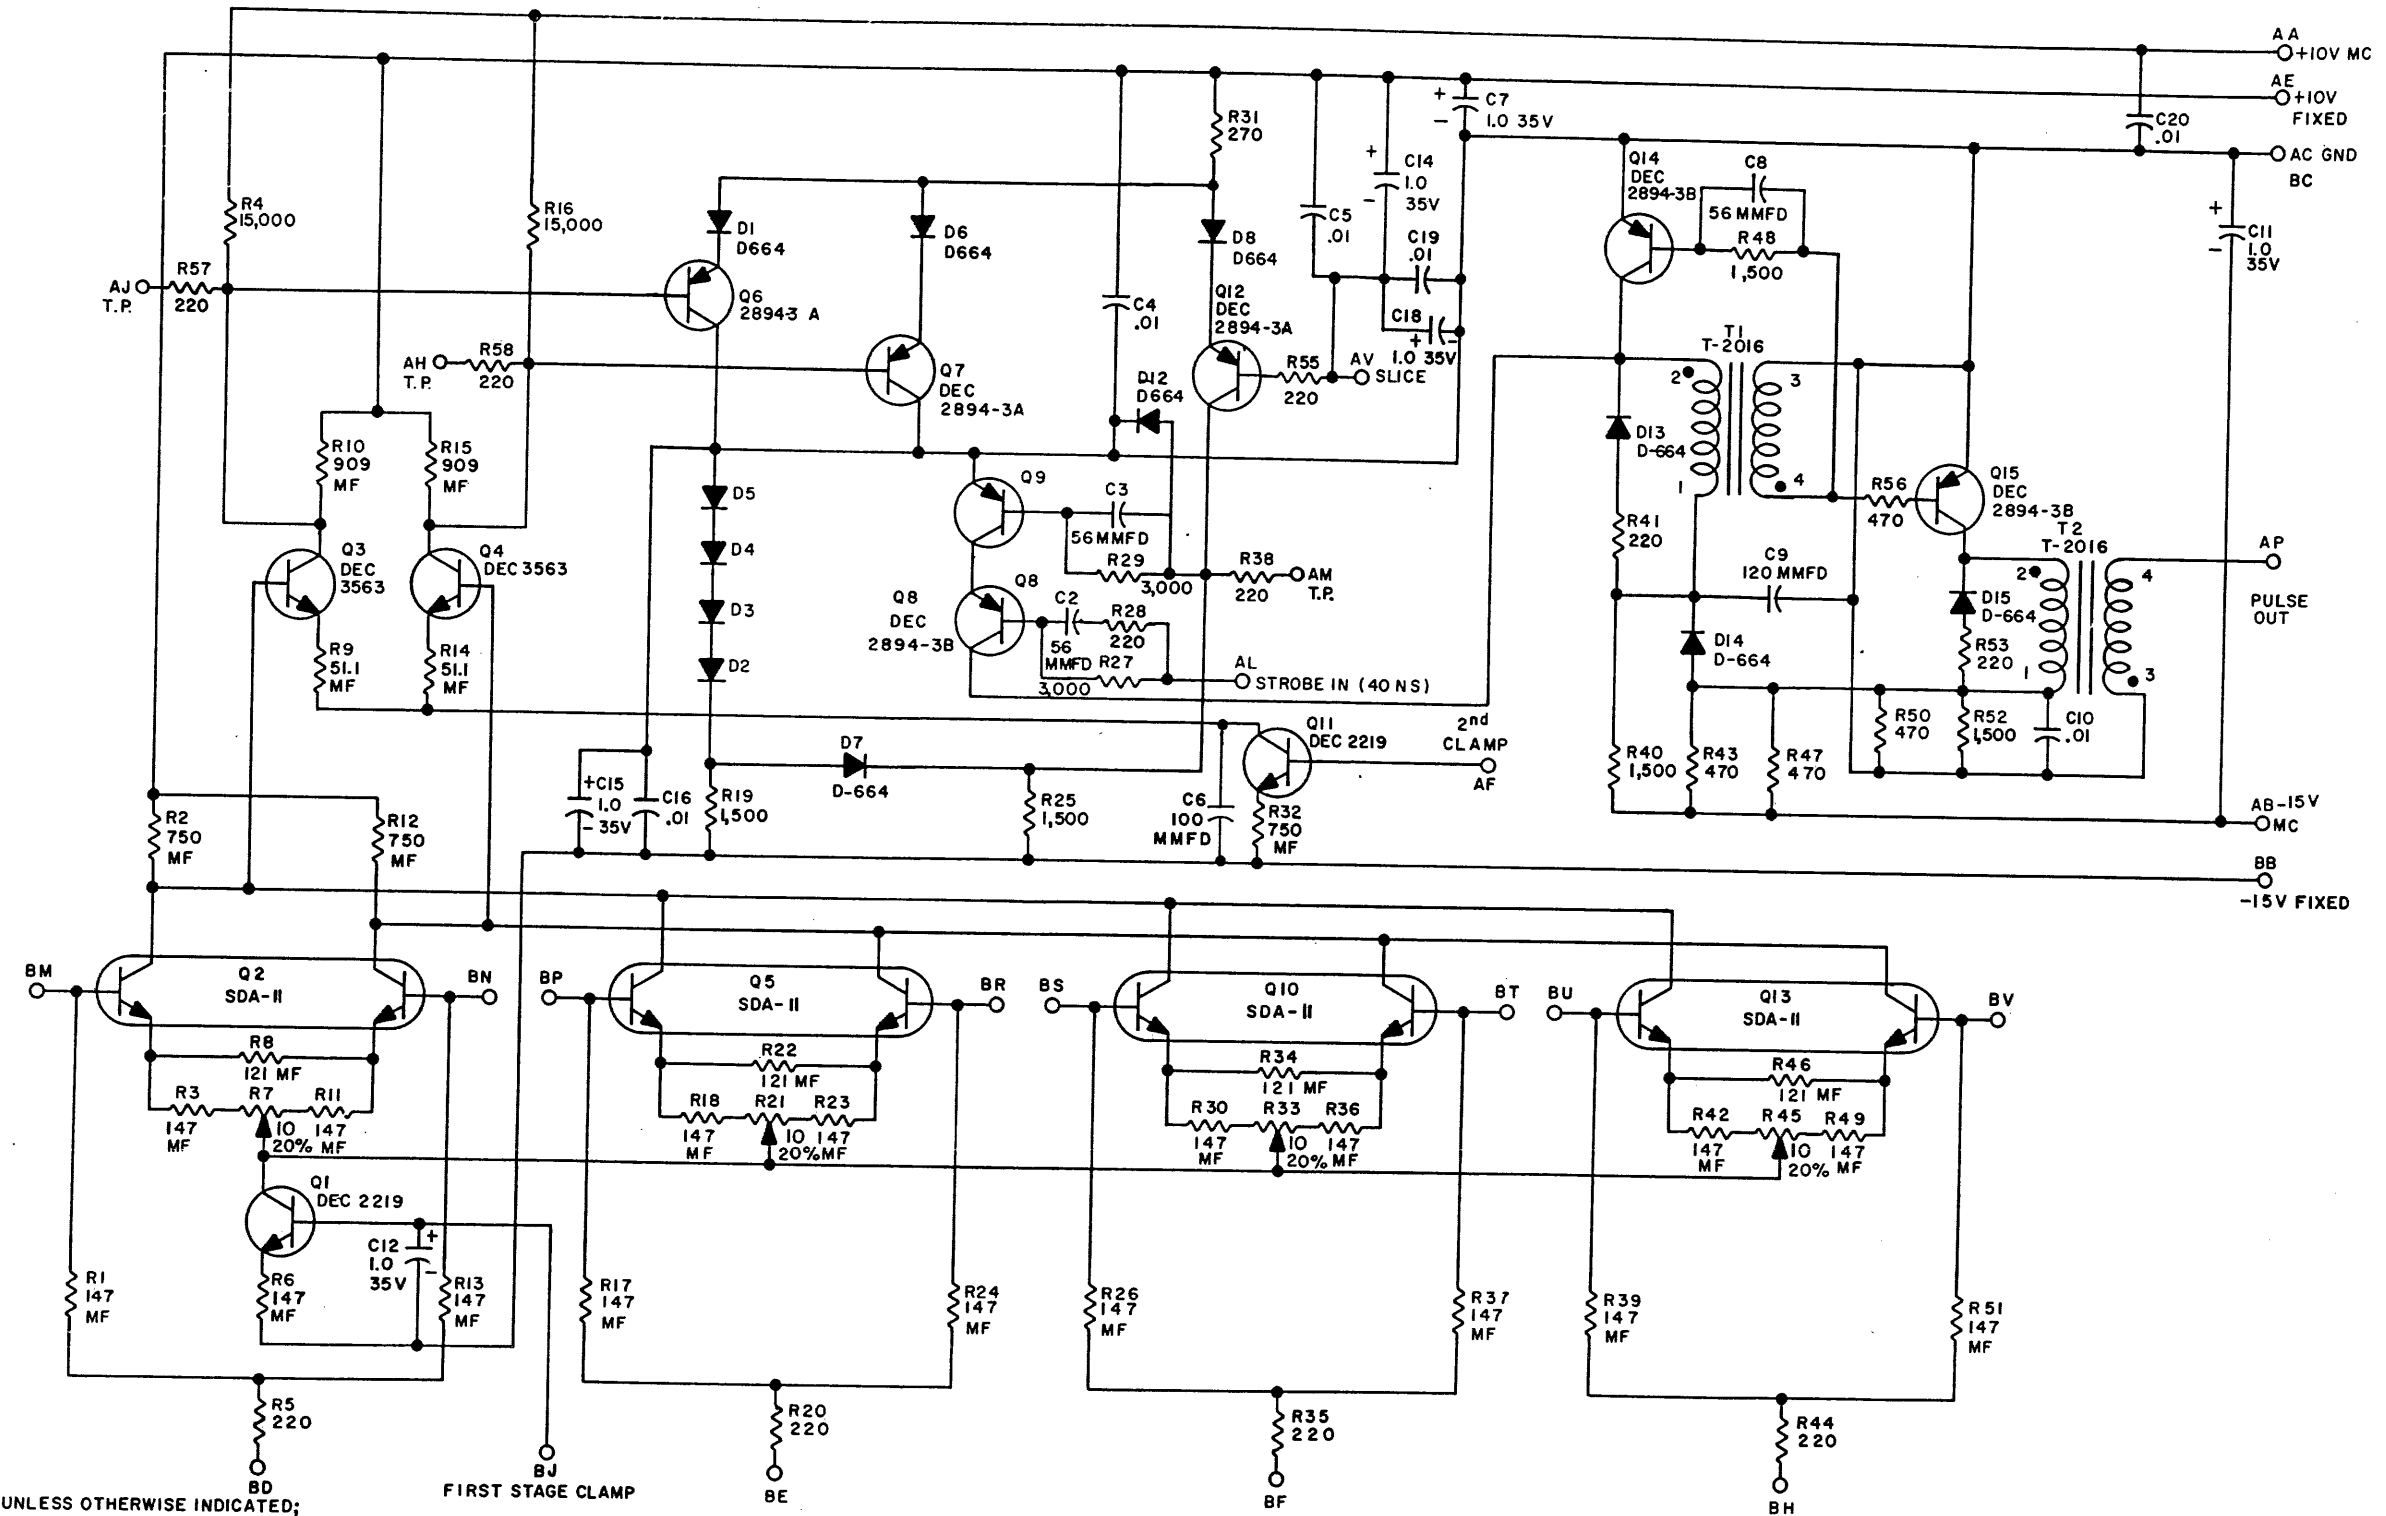 AA
+10V MC
AE
+10V
FIXED
C20
.01
AC GND
BC
C7
1.0 35V
+
-
R31
270
C14
1.0
35V
+
-
C5
.01
C19
.01
C18
+ -
1.0 35V
Q14
DEC
2894-3B
C8
56 MMFD
R48
1,500
+
C11
1.0
-
35V
R4
15,000
R16
15,000
D1
D664
D6
D664
D8
D664
Q12
DEC
2894-3A
AJ
T.P.
R57
220
Q6
2894-3 A
C4
.01
AH
T.P.
R58
220
Q7
DEC
2894-3A
R55
220
AV
SLICE
D12
D664
T1
T-2016
2
3
1
4
D13
D-664
R10
909
MF
R15
909
MF
D5
Q9
C3
56 MMFD
R56
470
Q15
DEC
2894-3B
R41
220
T2
T-2016
AP
PULSE
OUT
2
4
1
3
Q3
DEC
3563
Q4
DEC 3563
D4
R29
3,000
R38
220
AM
T.P.
C9
120 MMFD
D15
D-664
R53
220
D3
Q8
DEC
2894-3B
Q8
C2
56
MMFD
R28
220
R27
3,000
AL
STROBE IN (40 NS)
D14
D-664
R9
51.1
MF
R14
51.1
MF
D2
Q11
DEC 2219
2nd
CLAMP
AF
R50
470
R52
1,500
C10
.01
D7
D-664
R40
1,500
R43
470
R47
470
+
C15
1.0
- 35V
C16
.01
R19
1,500
R25
1,500
C6
100
MMFD
R32
750
MF
AB -15V
MC
R2
750
MF
R12
750
MF
BB
-15V FIXED
BM
Q2
SDA-11
BN
BP
Q5
SDA-11
BR
BS
Q10
SDA-11
BT
BU
Q13
SDA-11
BV
R8
121 MF
R22
121 MF
R34
121 MF
R46
121 MF
R3
147
MF
R7
10
20%
R11
147
MF
R18
147
MF
R21
10
20%
R23
147
MF
R30
147
MF
R33
10
20%
R36
147
MF
R42
147
MF
R45
10
20%
R49
147
MF
Q1
DEC 2219
C12
1.0
35V
+
-
R1
147
MF
R6
147
MF
R13
147
MF
R17
147
MF
R24
147
MF
R26
147
MF
R37
147
MF
R39
147
MF
R51
147
MF
R5
220
R20
220
R35
220
R44
220
BD
BJ
FIRST STAGE CLAMP
BE
BF
BH
UNLESS OTHERWISE INDICATED;